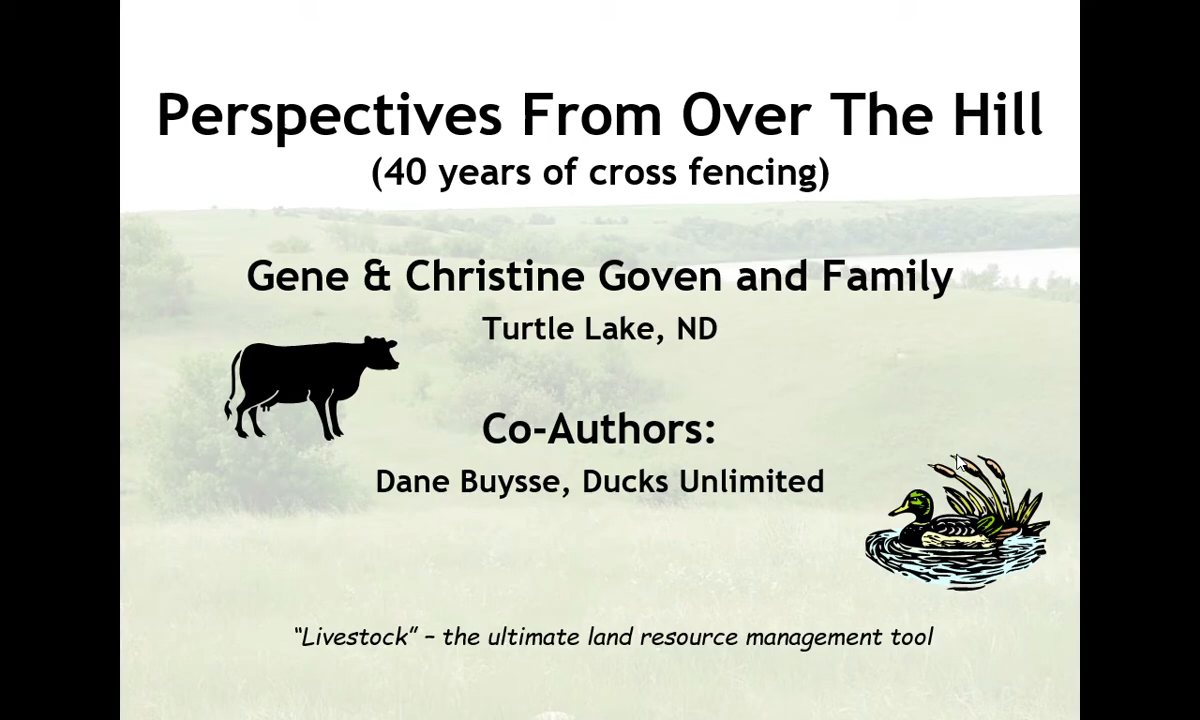 Perspectives From Over The Hill
(40 years of cross fencing)
Gene & Christine Goven and Family
Turtle Lake, ND
Co-Authors:
Dane Buysse, Ducks Unlimited
“Livestock” – the ultimate land resource management tool